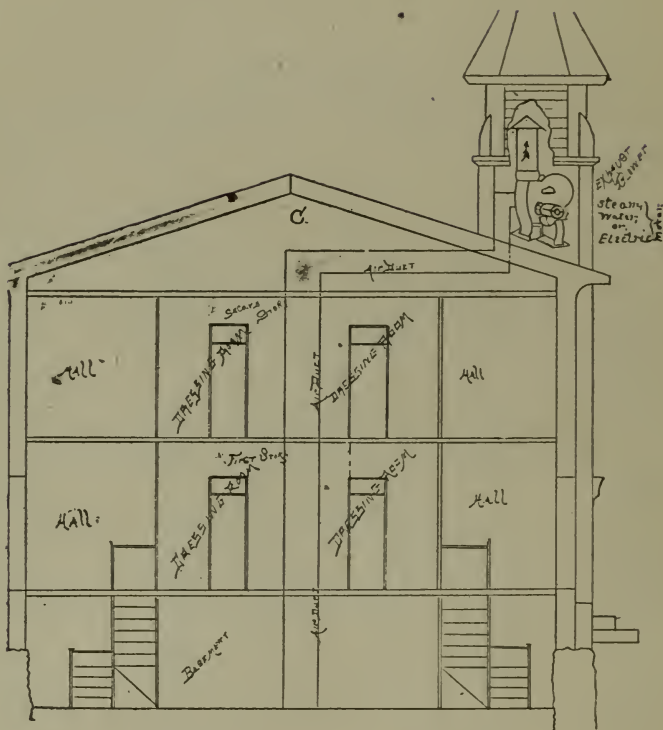 EXHAUST
Blower
Steam
Water
or
Electric
Motor
C.
Air Duct
Second Story
Hall
DRESSING ROOM
Air Duct
DRESSING ROOM
Hall
First Story
HALL
DRESSING ROOM
DRESSING ROOM
Hall
Air Duct
Basement